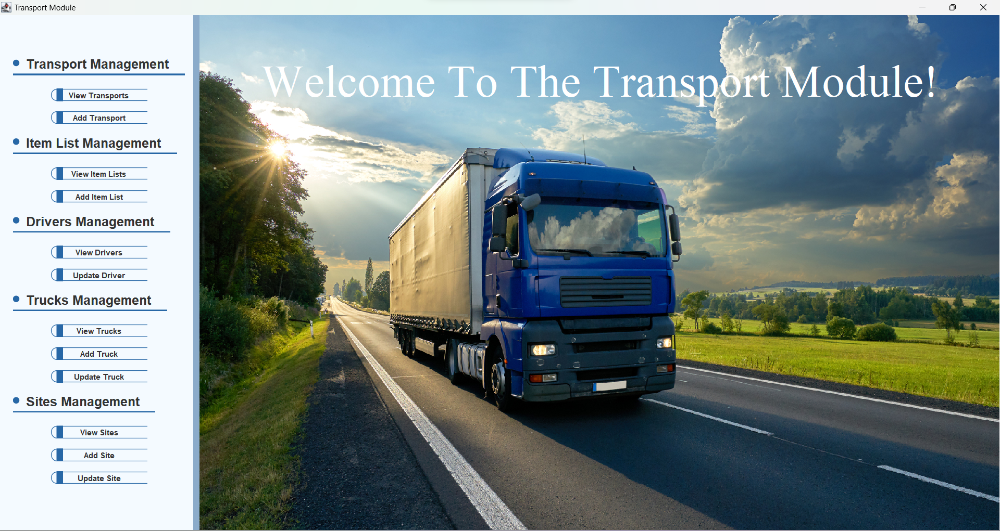 Transport Module
Transport Management
View Transports
Add Transport
Item List Management
View Item Lists
Add Item List
Drivers Management
View Drivers
Update Driver
Trucks Management
View Trucks
Add Truck
Update Truck
Sites Management
View Sites
Add Site
Update Site
Welcome To The Transport Module!